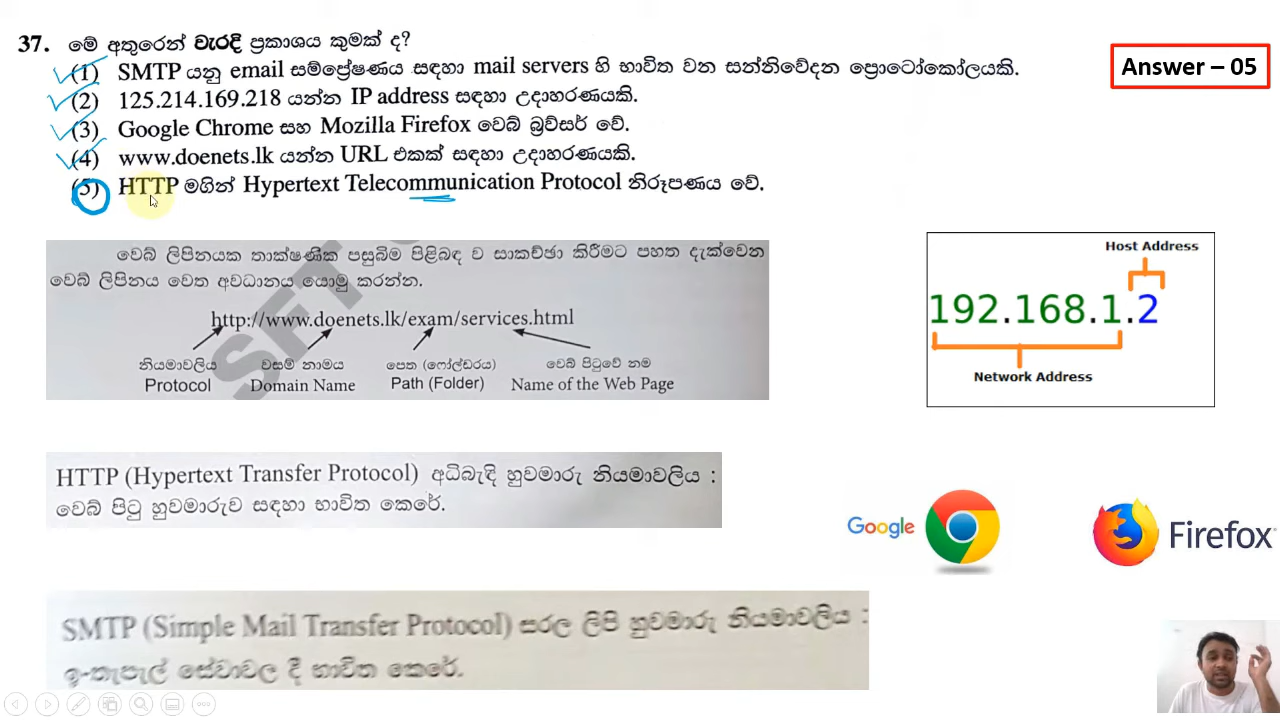 37. මේ අතුරෙන් වැරදි ප්‍රකාශය කුමක් ද?
(1) SMTP යනු email සම්ප්‍රේෂණය සඳහා mail servers හි භාවිත වන සන්නිවේදන ප්‍රොටෝකෝලයකි.
(2) 125.214.169.218 යන්න IP address සඳහා උදාහරණයකි.
(3) Google Chrome සහ Mozilla Firefox වෙබ් බ්‍රව්සර් වේ.
(4) www.doenets.lk යන්න URL එකක් සඳහා උදාහරණයකි.
(5) HTTP මගින් Hypertext Telecommunication Protocol නිරූපණය වේ.
Answer – 05
වෙබ් ලිපිනයක තාක්ෂණික පසුබිම පිළිබඳ ව සාකච්ඡා කිරීමට පහත දැක්වෙන
වෙබ් ලිපිනය වෙත අවධානය යොමු කරන්න.
http://www.doenets.lk/exam/services.html
නියමාවලිය වසම් නාමය පෙත (ෆෝල්ඩරය) වෙබ් පිටුවේ නම
Protocol Domain Name Path (Folder) Name of the Web Page
SFT
Host Address
192.168.1.2
Network Address
HTTP (Hypertext Transfer Protocol) අධිබැඳි හුවමාරු නියමාවලිය :
වෙබ් පිටු හුවමාරුව සඳහා භාවිත කෙරේ.
Google
Firefox
SMTP (Simple Mail Transfer Protocol) සරල ලිපි හුවමාරු නියමාවලිය :
ඉ-තැපැල් සේවාවල දී භාවිත කෙරේ.